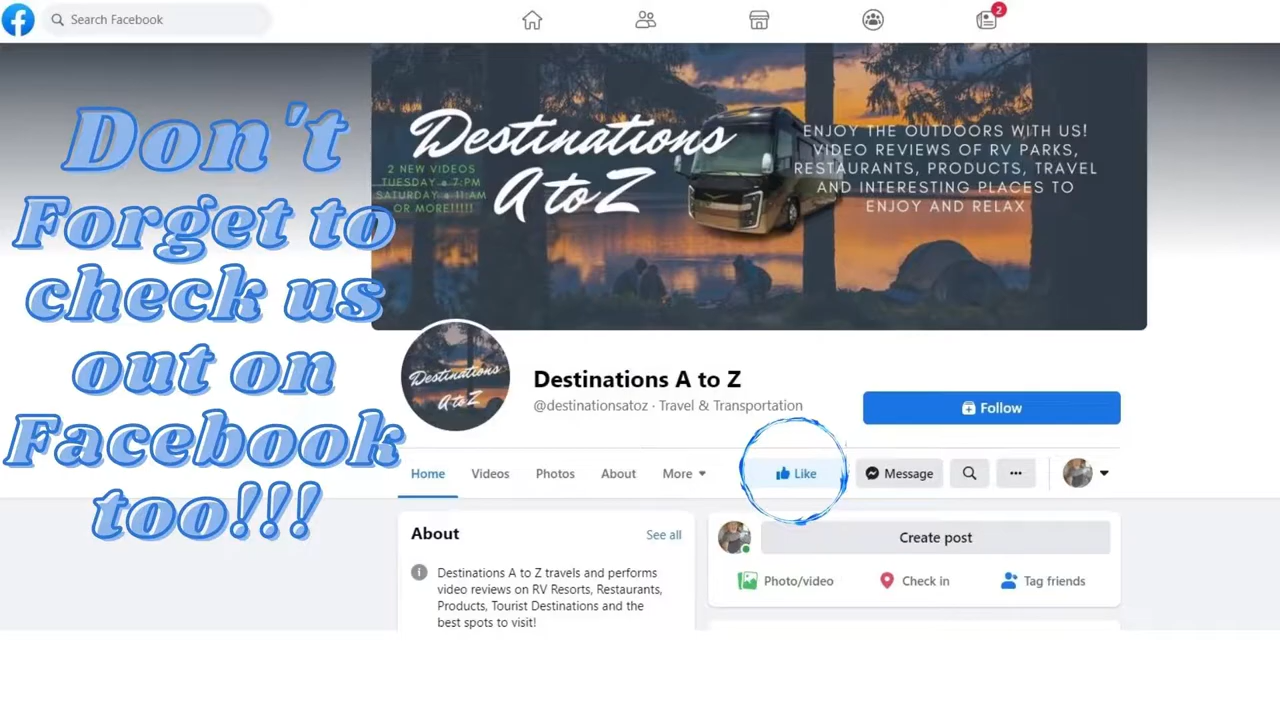 Search Facebook
2
Don't
Forget to
check us
out on
Facebook
too!!!
Destinations
A to Z
2 NEW VIDEOS
TUESDAY @ 7:PM
SATURDAY @ 11:AM
OR MORE!!!!!
ENJOY THE OUTDOORS WITH US!
VIDEO REVIEWS OF RV PARKS,
RESTAURANTS, PRODUCTS, TRAVEL
AND INTERESTING PLACES TO
ENJOY AND RELAX
Destinations
A to Z
Destinations A to Z
@destinationsatoz · Travel & Transportation
Follow
Home Videos Photos About More Like Message
About See all
Destinations A to Z travels and performs
video reviews on RV Resorts, Restaurants,
Products, Tourist Destinations and the
best spots to visit!
Create post
Photo/video Check in Tag friends